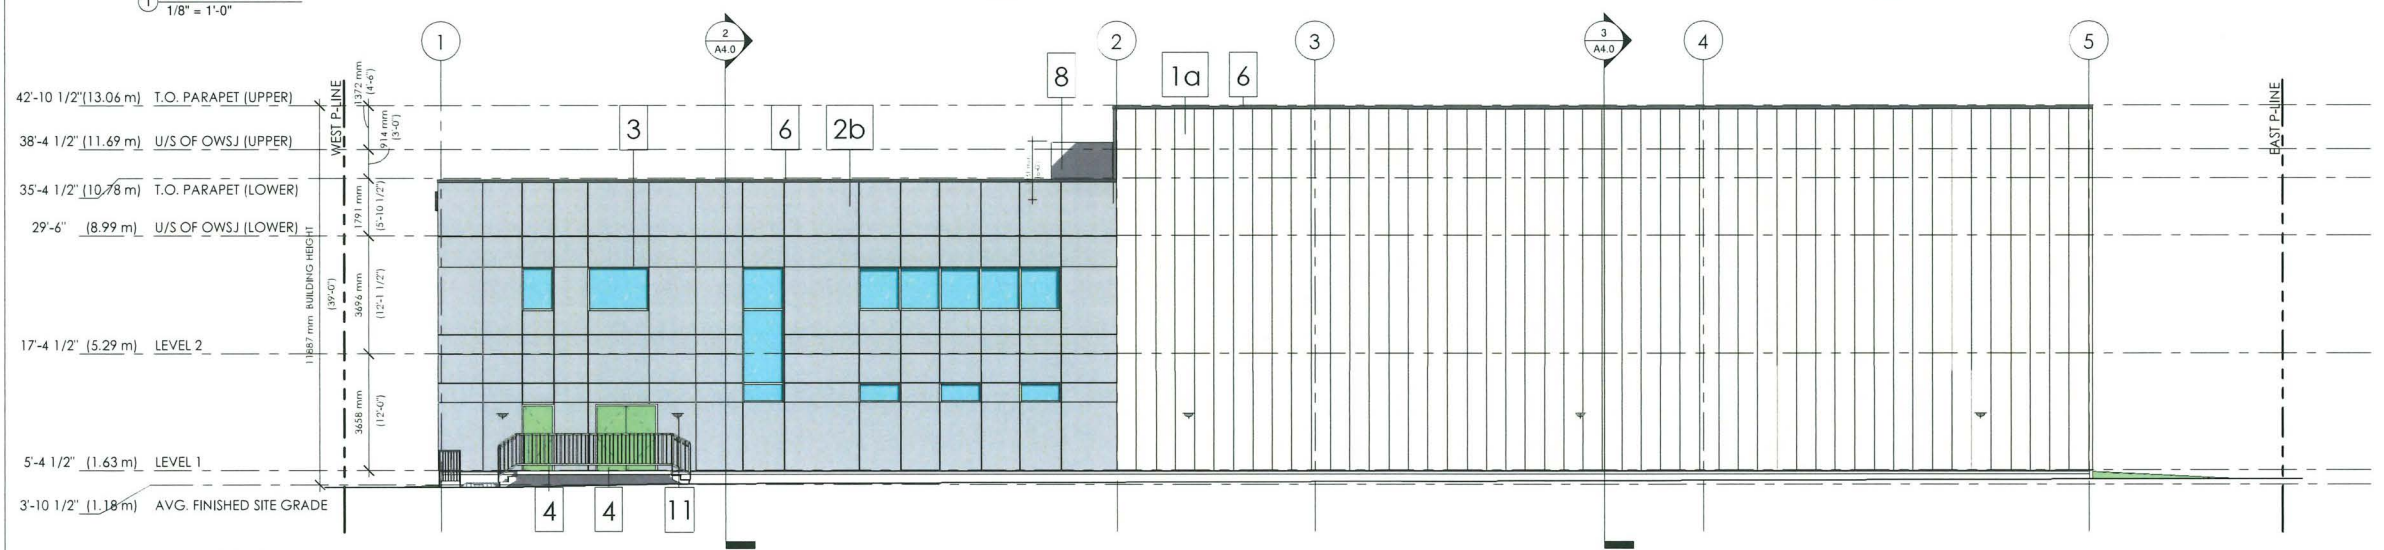 1
1/8" = 1'-0"
1
2
A4.0
2
3
3
A4.0
4
5
8
1a
6
3
6
2b
42'-10 1/2"(13.06 m) T.O. PARAPET (UPPER)
38'-4 1/2" (11.69 m) U/S OF OWSJ (UPPER)
35'-4 1/2" (10.78 m) T.O. PARAPET (LOWER)
29'-6" (8.99 m) U/S OF OWSJ (LOWER)
17'-4 1/2" (5.29 m) LEVEL 2
5'-4 1/2" (1.63 m) LEVEL 1
3'-10 1/2" (1.18 m) AVG. FINISHED SITE GRADE
WEST P-LINE
1372 mm
(4'-6")
914 mm
(3'-0")
1791 mm
(5'-10 1/2")
3696 mm
(12'-1 1/2")
3658 mm
(12'-0")
11887 mm BUILDING HEIGHT
(39'-0")
EAST P-LINE
4
4
11